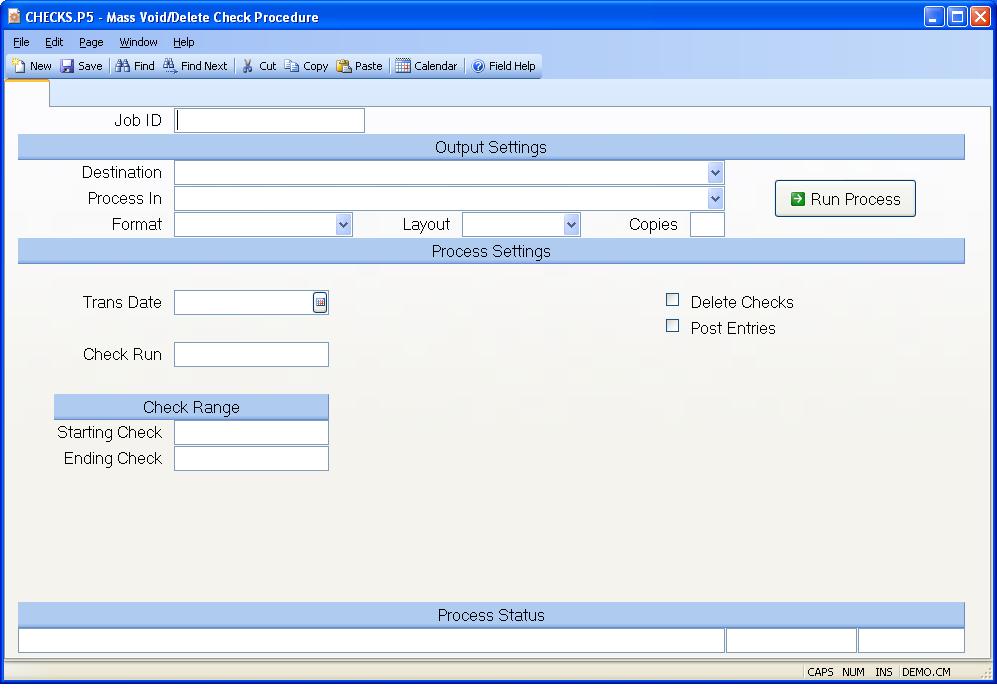 CHECKS.P5 - Mass Void/Delete Check Procedure
File Edit Page Window Help
New Save Find Find Next Cut Copy Paste Calendar Field Help
Job ID
Output Settings
Destination
Process In
Run Process
Format Layout Copies
Process Settings
Trans Date
Delete Checks
Post Entries
Check Run
Check Range
Starting Check
Ending Check
Process Status
CAPS NUM INS DEMO.CM